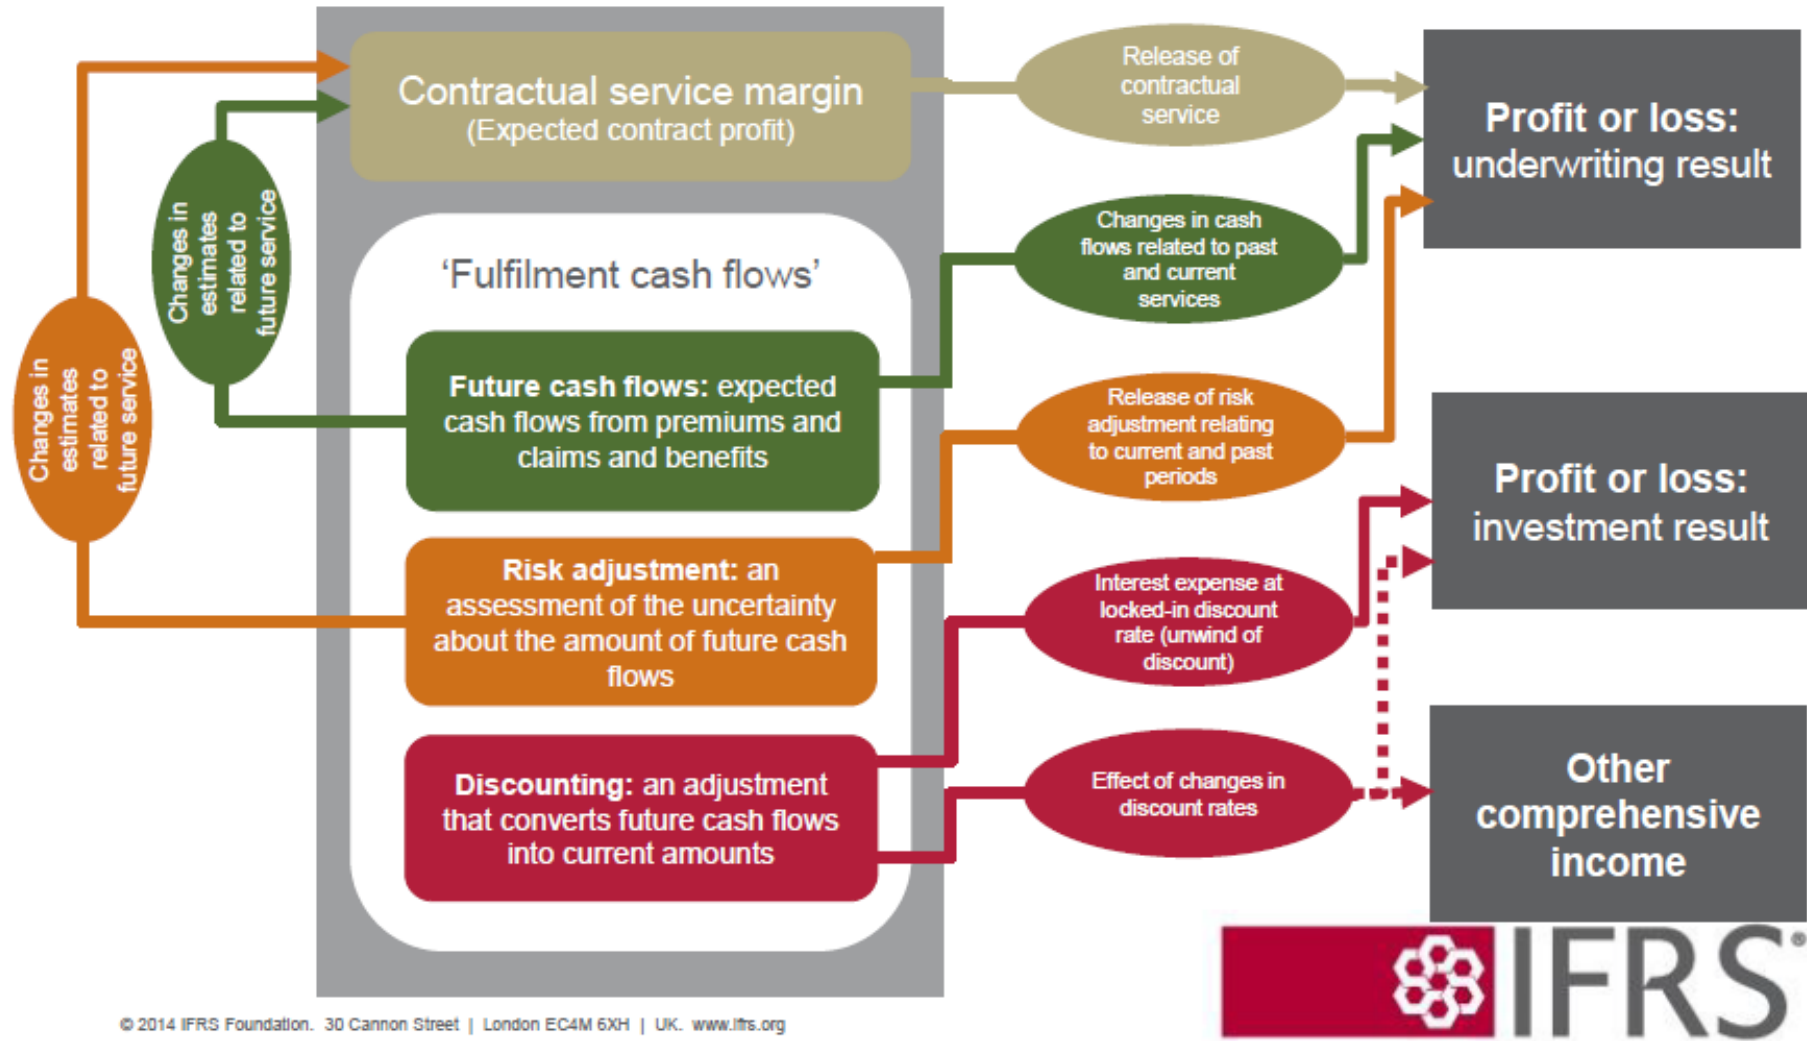 Contractual service margin
(Expected contract profit)
Release of
contractual
service
Profit or loss:
underwriting result
Changes in
estimates
related to
future service
Changes in
estimates
related to
future service
'Fulfilment cash flows'
Changes in cash
flows related to past
and current
services
Future cash flows: expected
cash flows from premiums and
claims and benefits
Release of risk
adjustment relating
to current and past
periods
Profit or loss:
investment result
Risk adjustment: an
assessment of the uncertainty
about the amount of future cash
flows
Interest expense at
locked-in discount
rate (unwind of
discount)
Discounting: an adjustment
that converts future cash flows
into current amounts
Effect of changes in
discount rates
Other
comprehensive
income
IFRS®
© 2014 IFRS Foundation. 30 Cannon Street | London EC4M 6XH | UK. www.ifrs.org